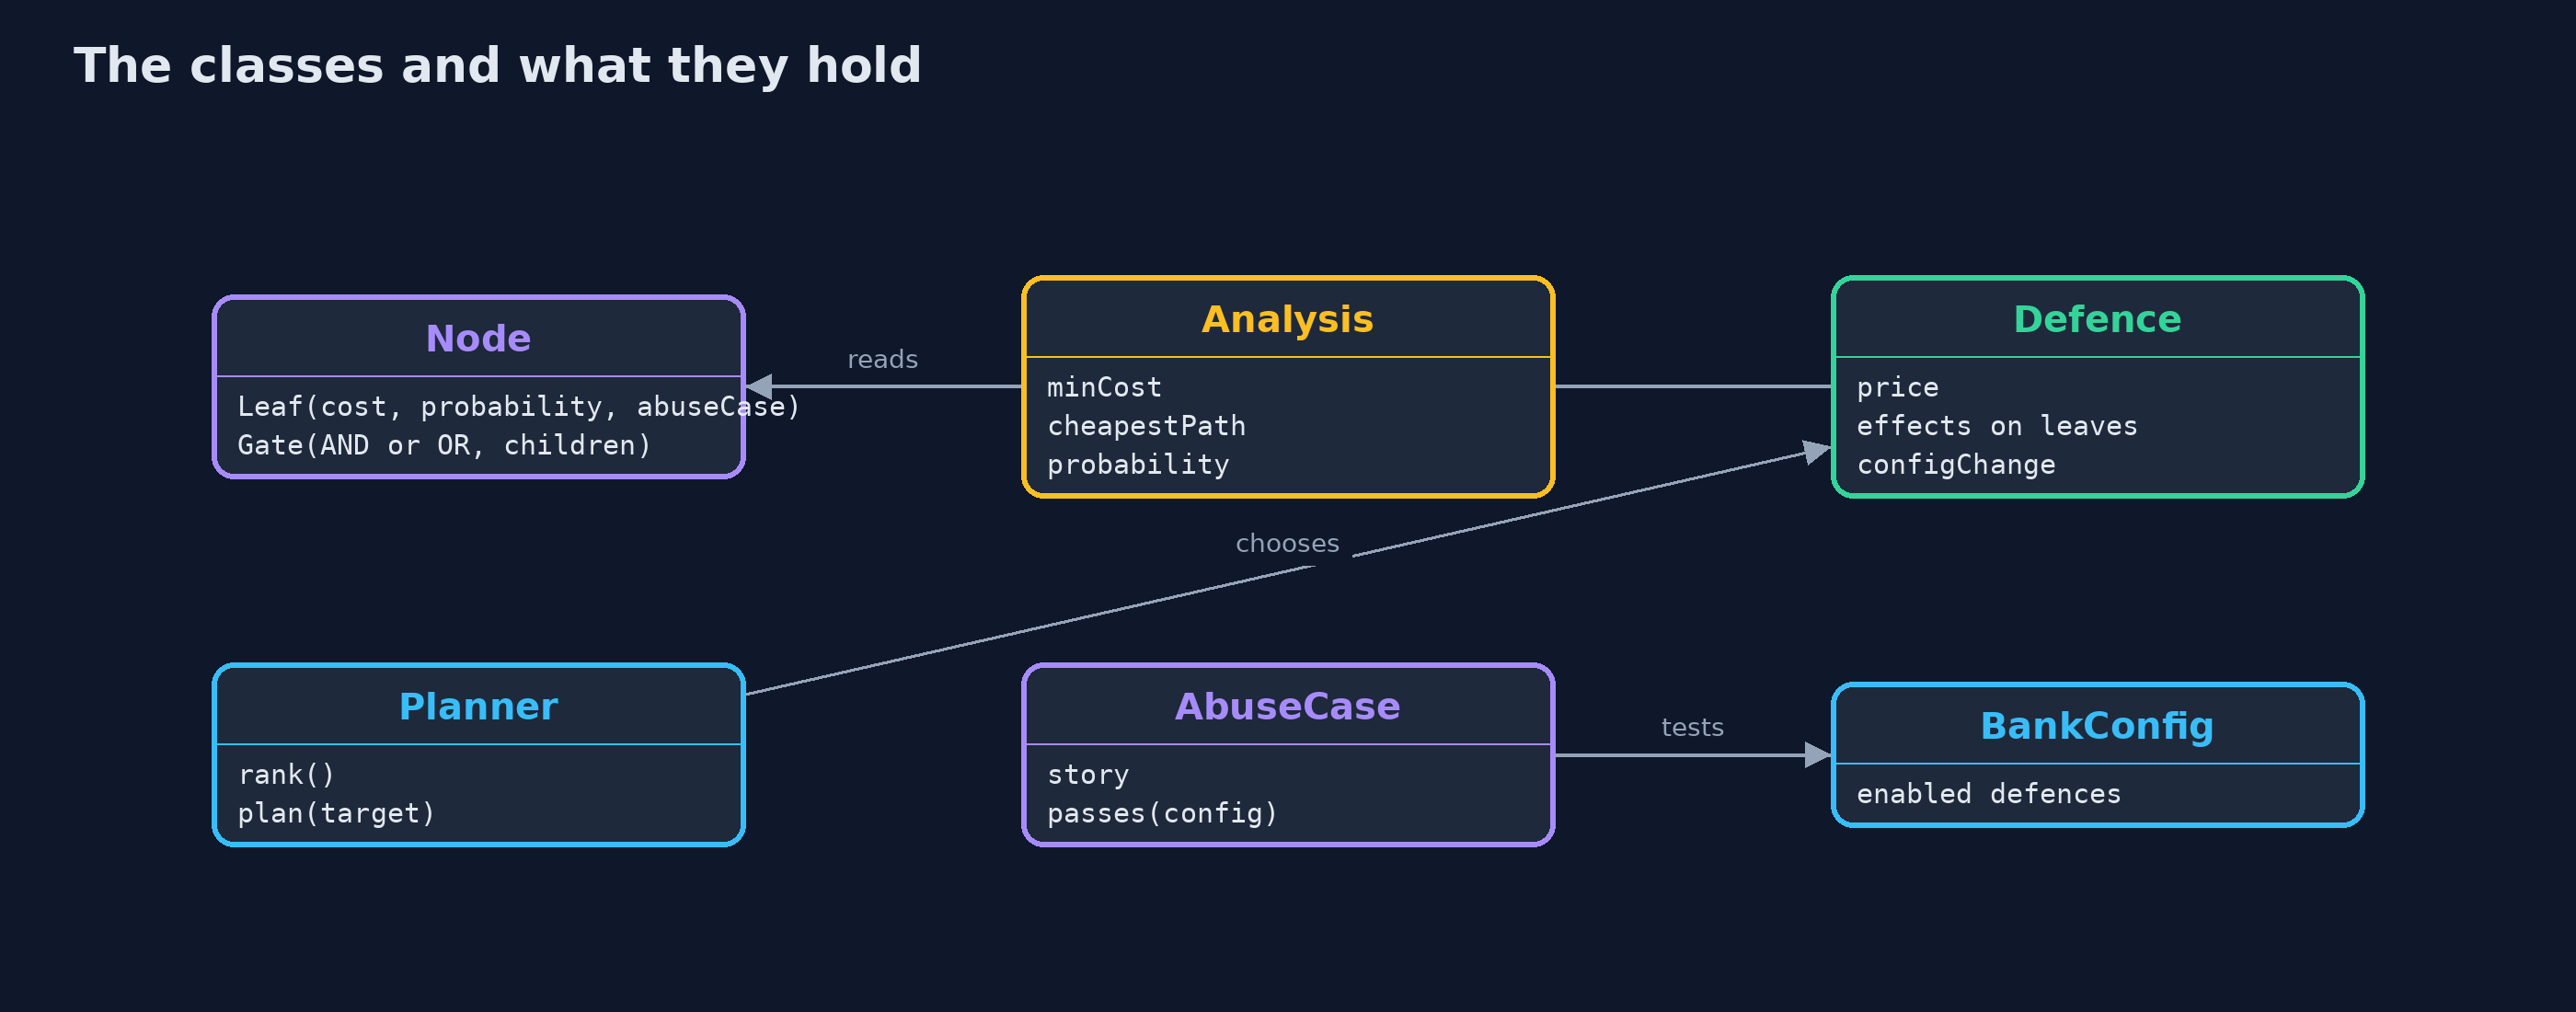 The classes and what they hold
Node
Leaf(cost, probability, abuseCase)
Gate(AND or OR, children)
reads
Analysis
minCost
cheapestPath
probability
Defence
price
effects on leaves
configChange
chooses
Planner
rank()
plan(target)
AbuseCase
story
passes(config)
tests
BankConfig
enabled defences